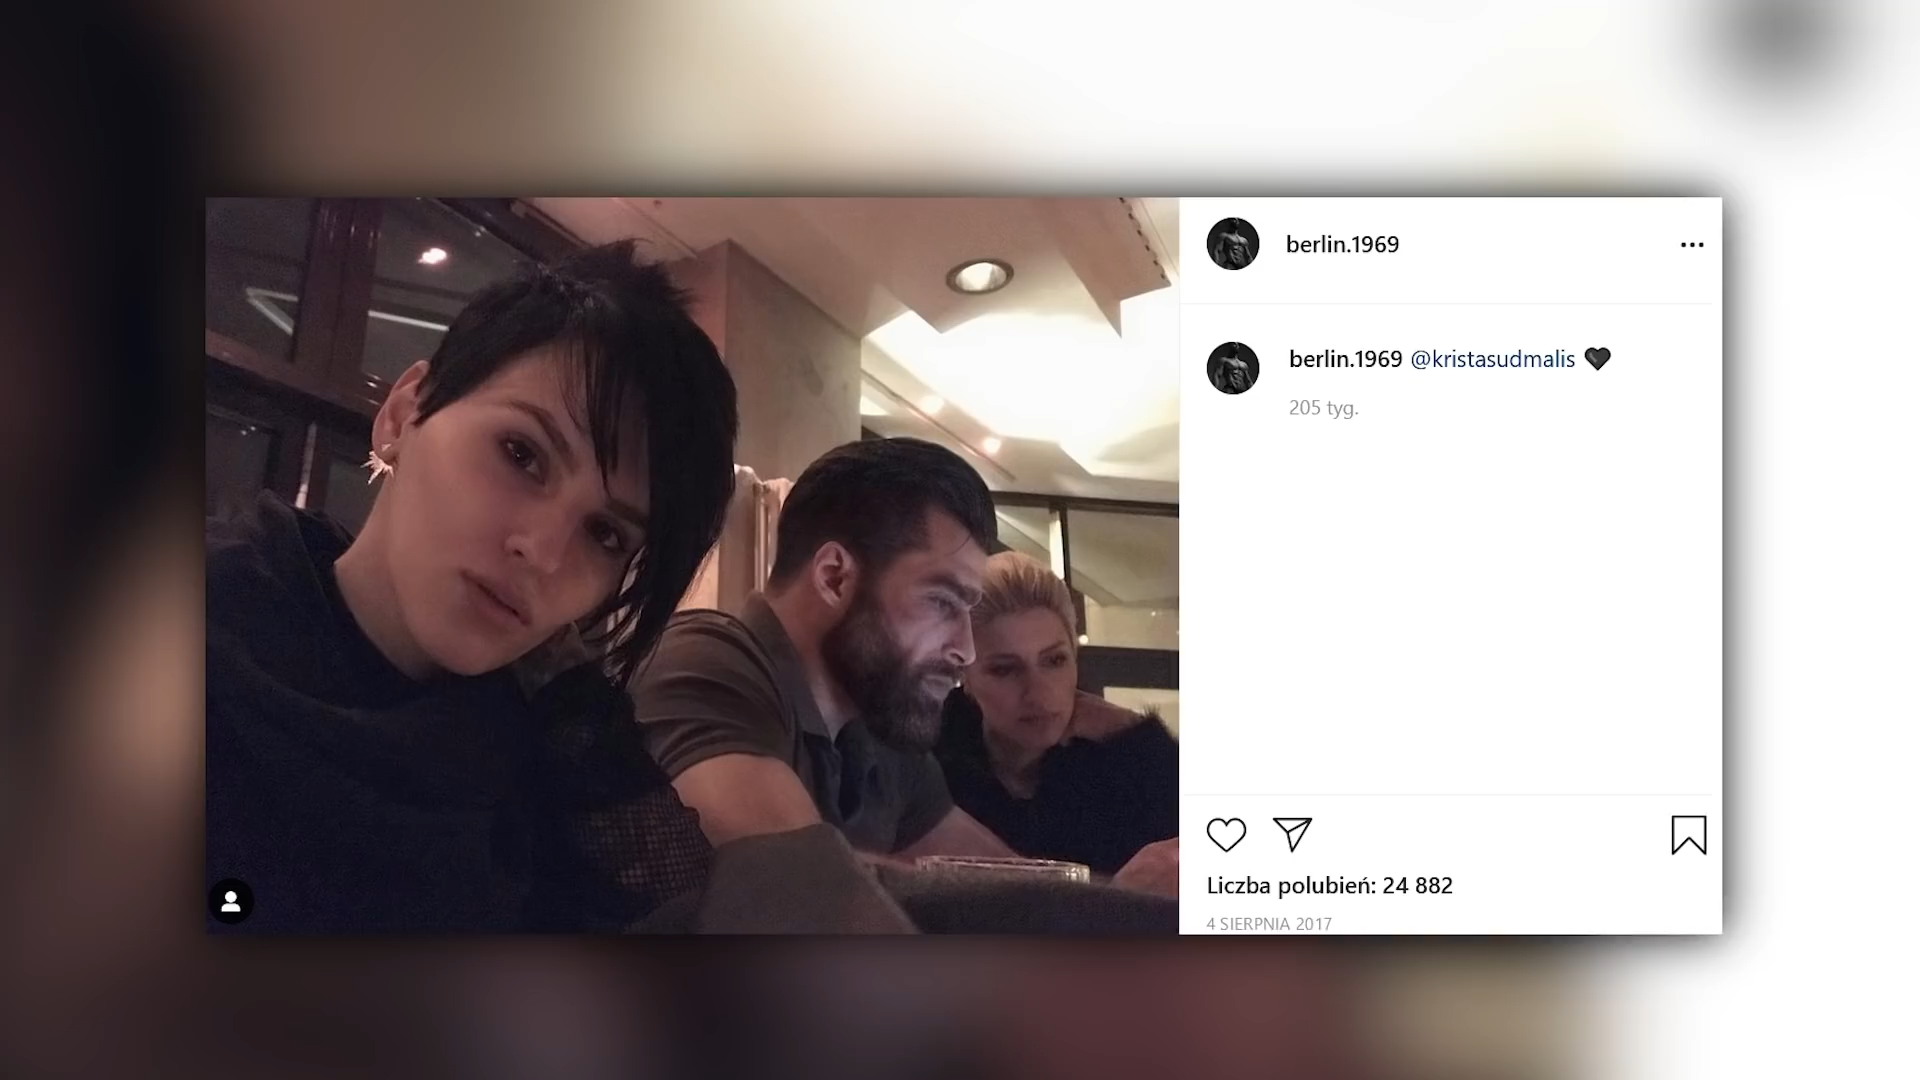 berlin.1969
berlin.1969 @kristasudmalis 🖤
205 tyg.
Liczba polubień: 24 882
4 SIERPNIA 2017